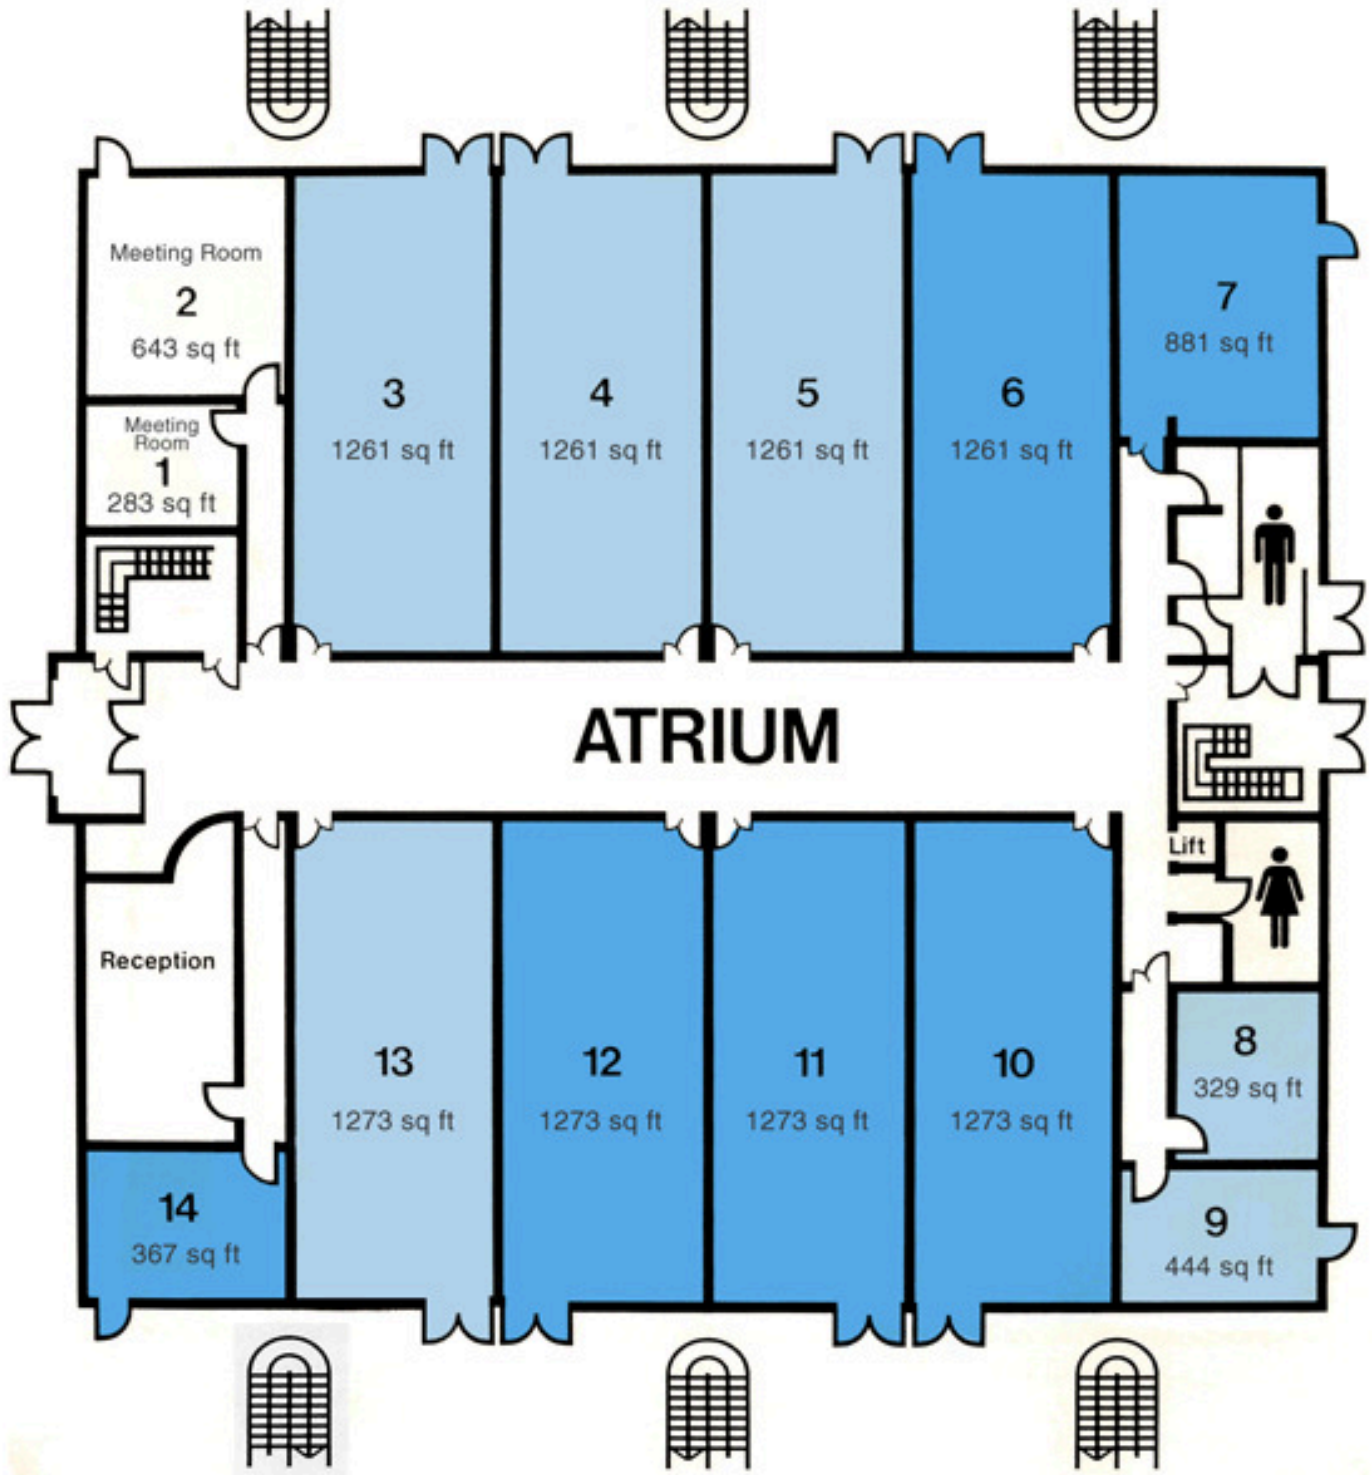 Meeting Room
2
643 sq ft
Meeting
Room
1
283 sq ft
3
1261 sq ft
4
1261 sq ft
5
1261 sq ft
6
1261 sq ft
7
881 sq ft
ATRIUM
Lift
Reception
13
1273 sq ft
12
1273 sq ft
11
1273 sq ft
10
1273 sq ft
8
329 sq ft
14
367 sq ft
9
444 sq ft